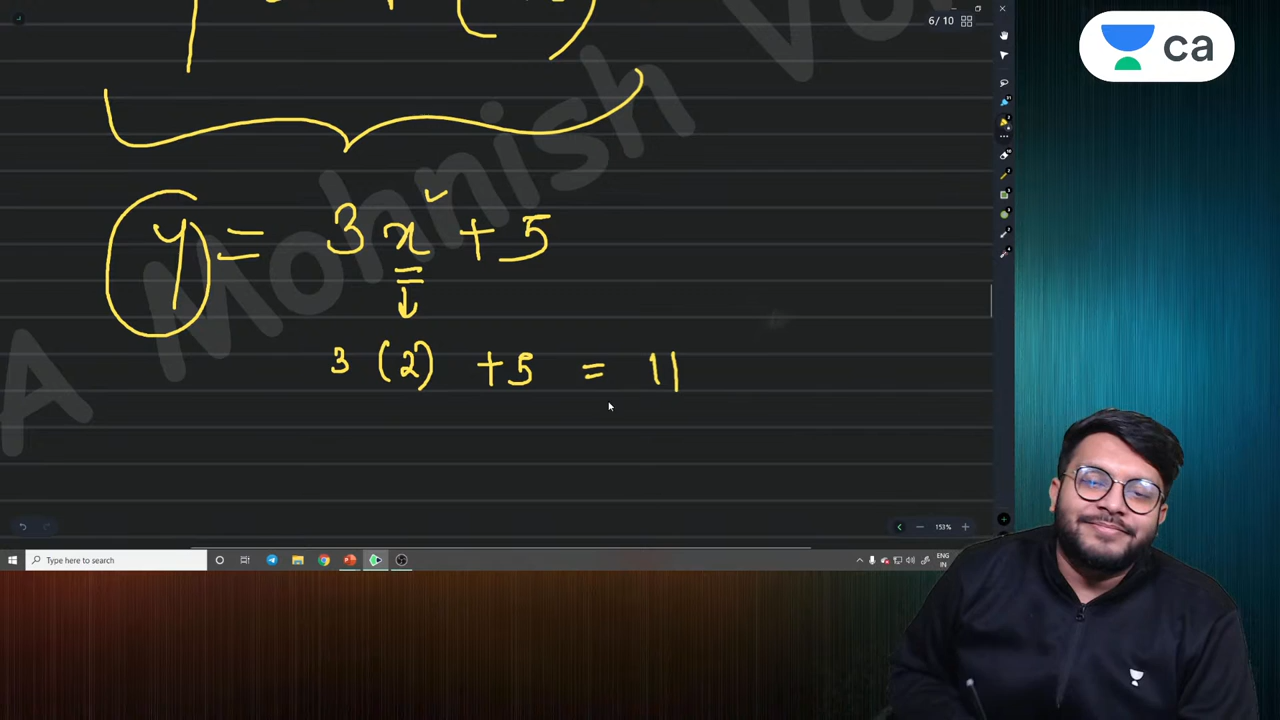 6 / 10
ca
A Mohnish Vo
y = 3x + 5
3 (2) + 5 = 11
153%
Type here to search
ENG
IN